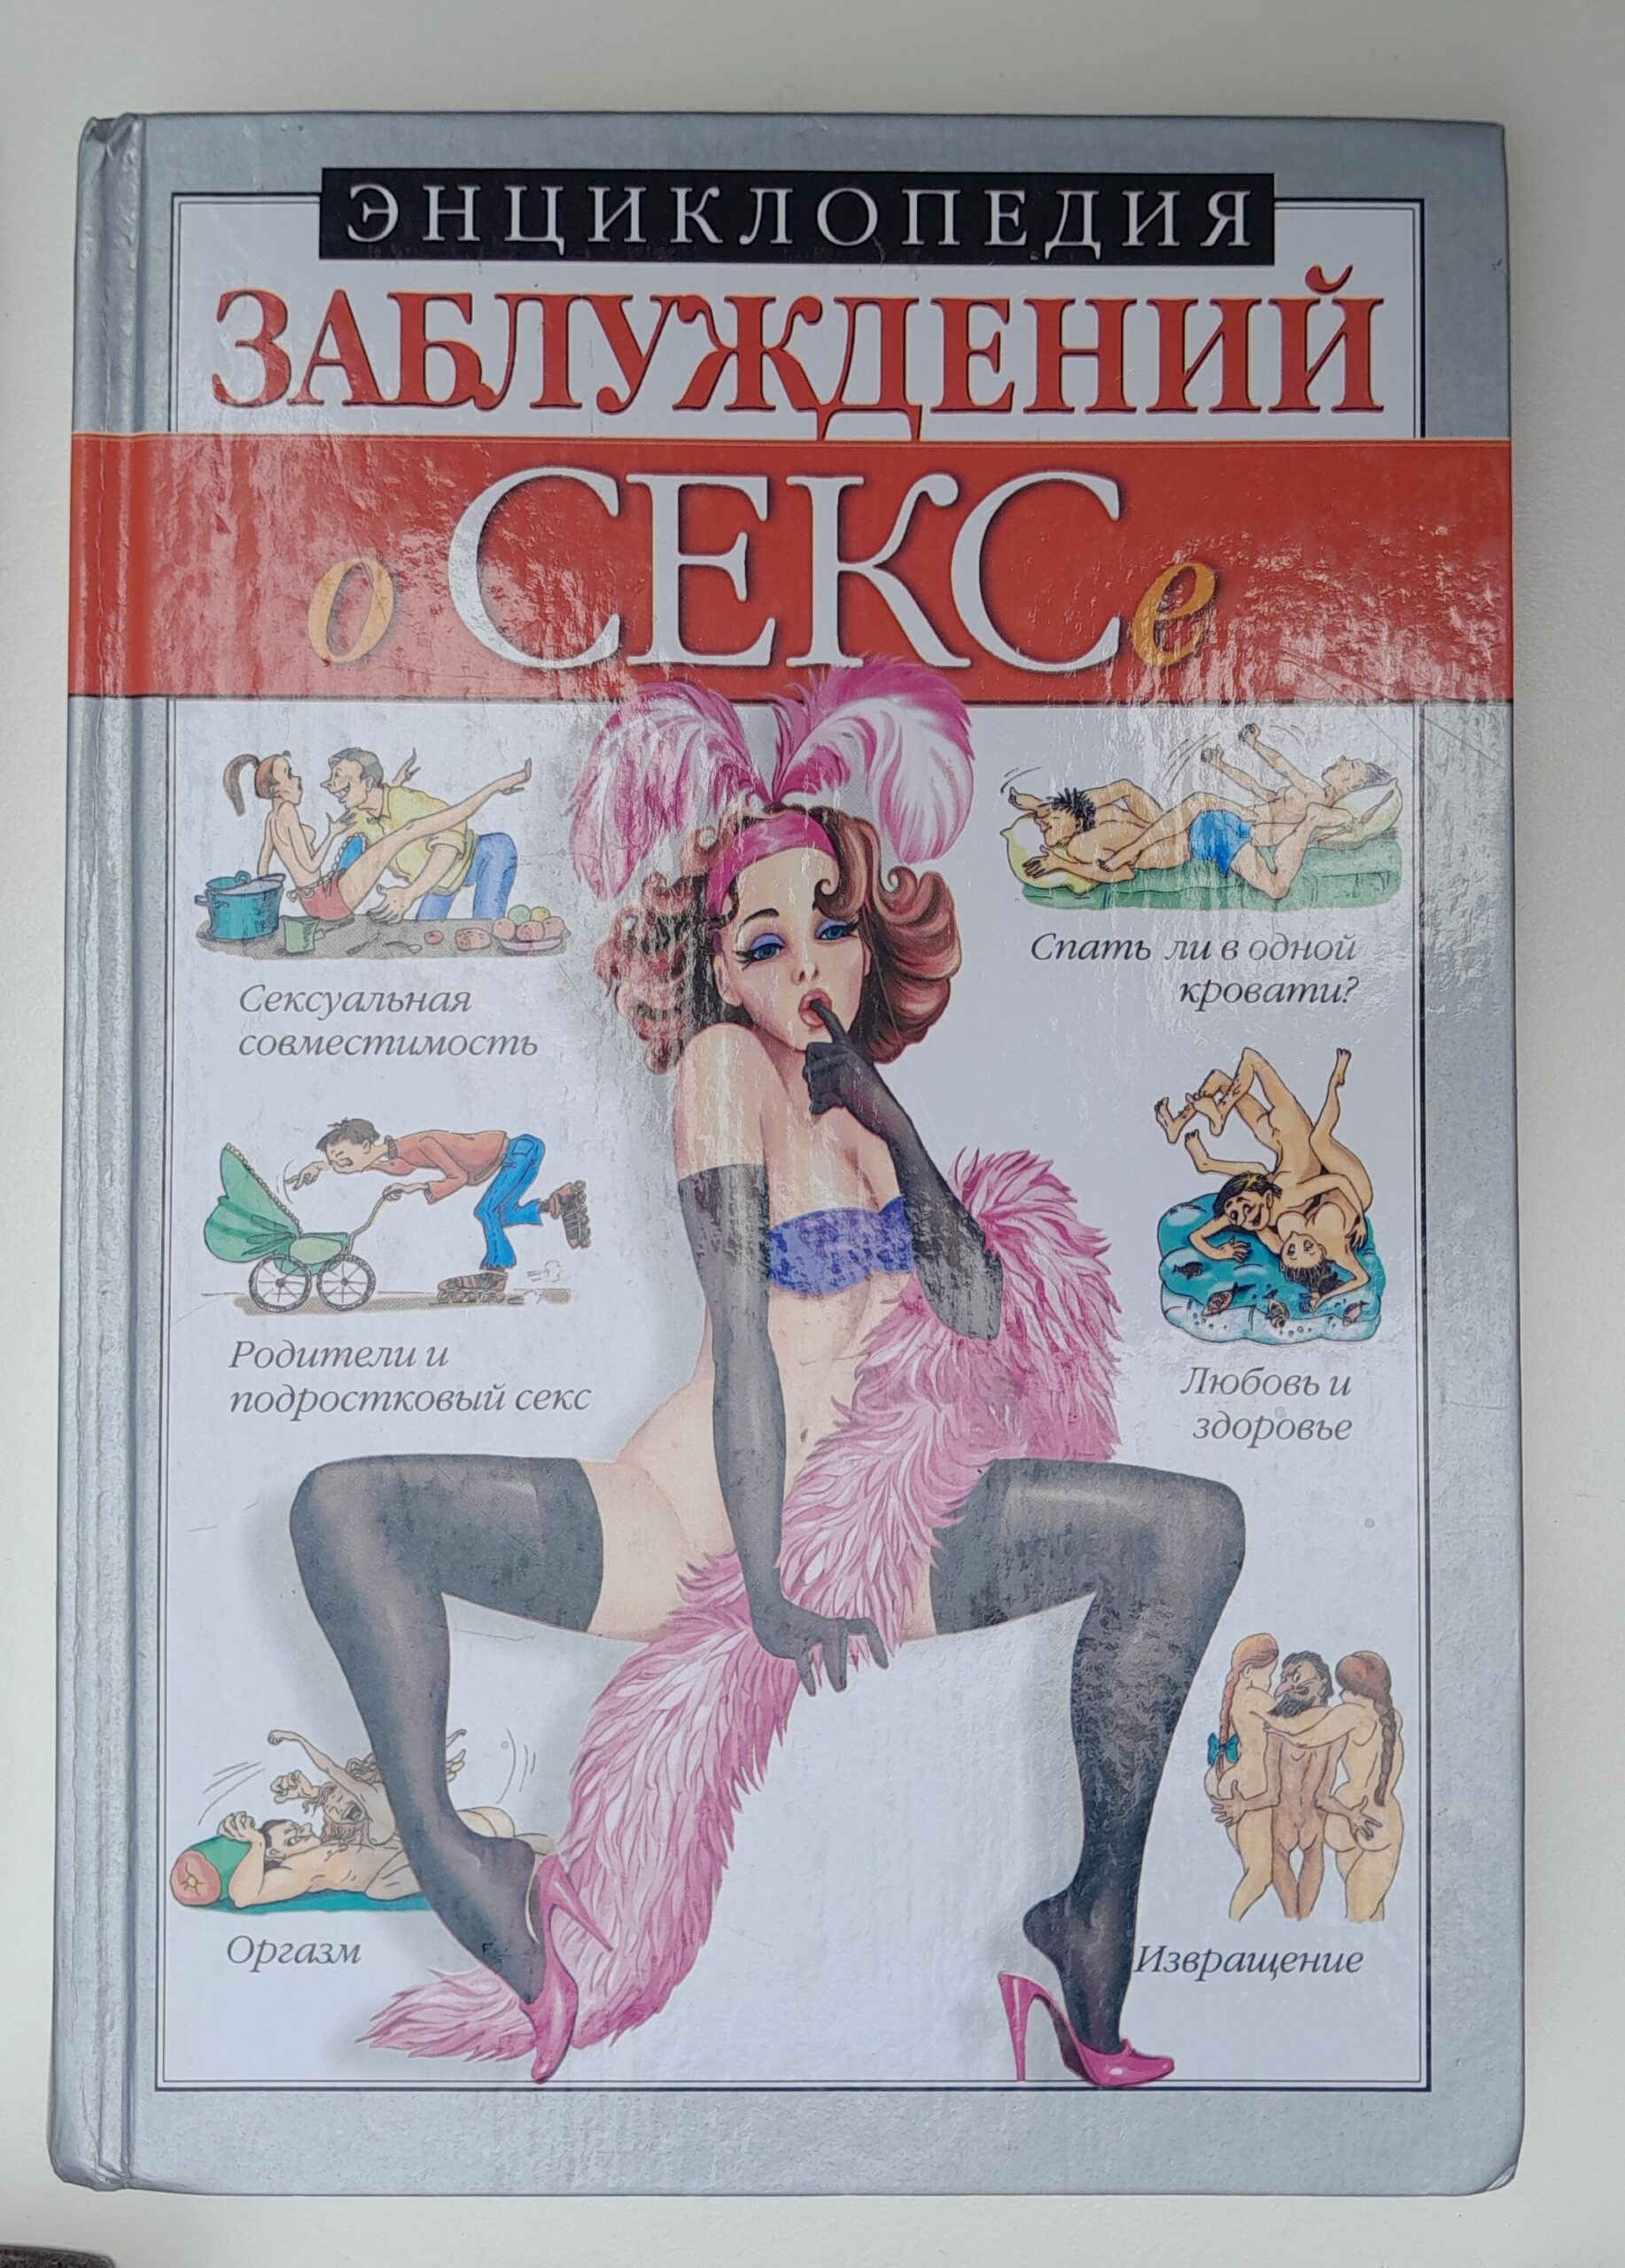 ЭНЦИКЛОПЕДИЯ
ЗАБЛУЖДЕНИЙ
о СЕКСе
Сексуальная
совместимость
Спать ли в одной
кровати?
Родители и
подростковый секс
Любовь и
здоровье
Оргазм
Извращение